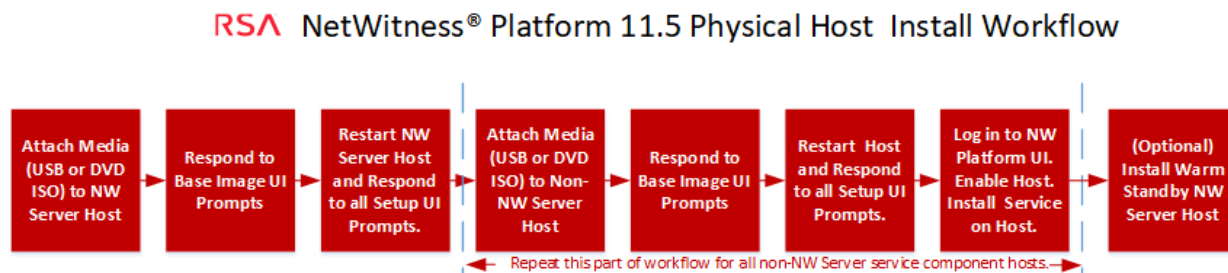 RSA NetWitness® Platform 11.5 Physical Host Install Workflow
Attach Media
(USB or DVD
ISO) to NW
Server Host
Respond to
Base Image UI
Prompts
Restart NW
Server Host
and Respond
to all Setup UI
Prompts.
Attach Media
(USB or DVD
ISO) to Non-
NW Server
Host
Respond to
Base Image UI
Prompts
Restart Host
and Respond
to all Setup UI
Prompts.
Log in to NW
Platform UI.
Enable Host.
Install Service
on Host.
(Optional)
Install Warm
Standby NW
Server Host
Repeat this part of workflow for all non-NW Server service component hosts.